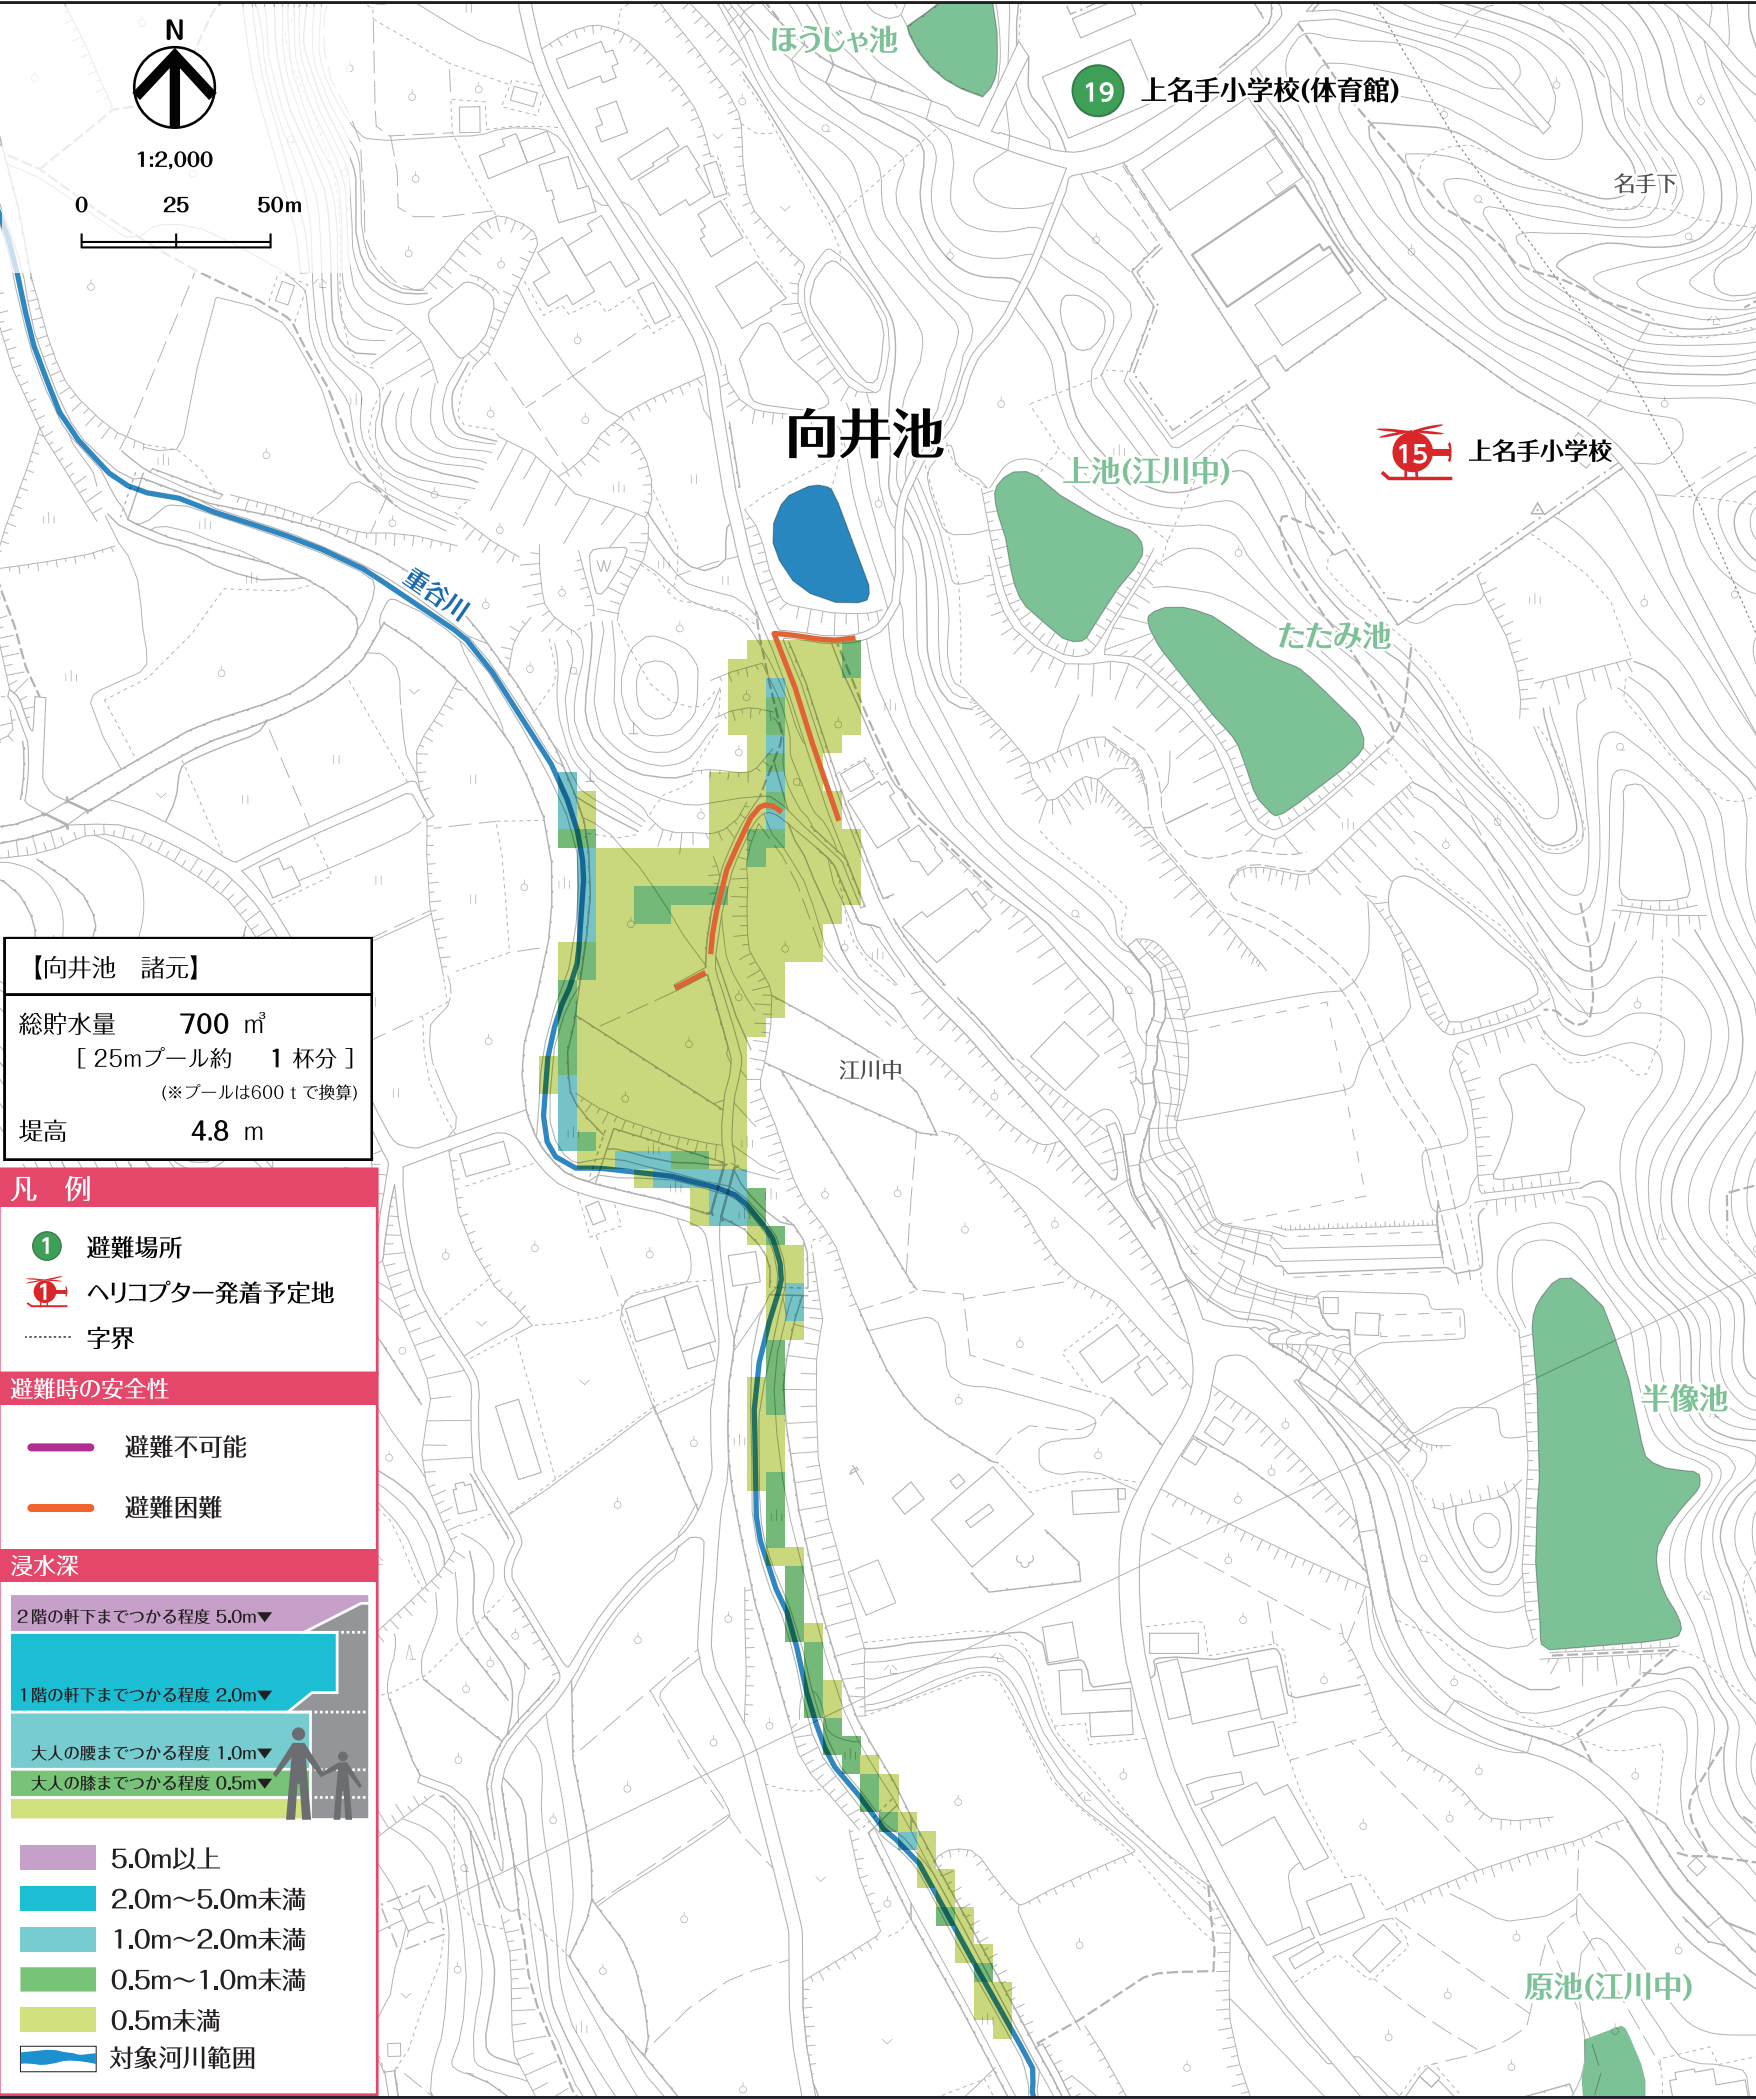 N
1:2,000
0 25 50m
ほうじゃ池
19 上名手小学校(体育館)
名手下
向井池
上池(江川中)
15 上名手小学校
重谷川
たたみ池
江川中
半像池
原池(江川中)
【向井池 諸元】
総貯水量 700 ㎥
[ 25mプール約 1 杯分 ]
(※プールは600 t で換算)
堤高 4.8 m
凡 例
1 避難場所
1 ヘリコプター発着予定地
字界
避難時の安全性
避難不可能
避難困難
浸水深
2階の軒下までつかる程度 5.0m▼
1階の軒下までつかる程度 2.0m▼
大人の腰までつかる程度 1.0m▼
大人の膝までつかる程度 0.5m▼
5.0m以上
2.0m～5.0m未満
1.0m～2.0m未満
0.5m～1.0m未満
0.5m未満
対象河川範囲